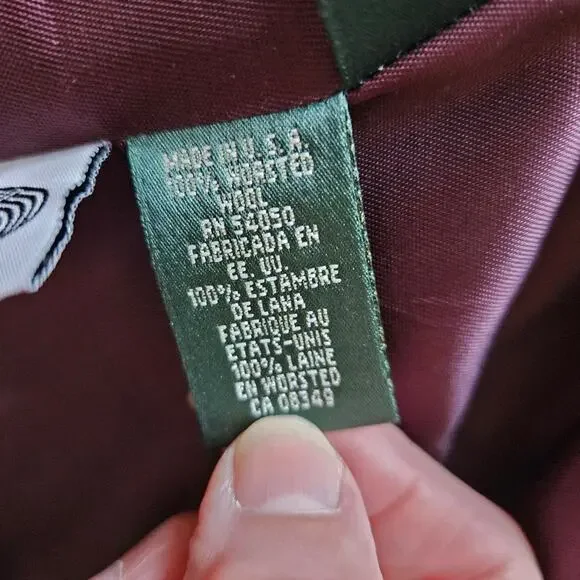 MADE IN U.S.A.
100% WORSTED
WOOL
RN 54050
FABRICADA EN
EE. UU.
100% ESTAMBRE
DE LANA
FABRIQUE AU
ETATS-UNIS
100% LAINE
EN WORSTED
CA 08349